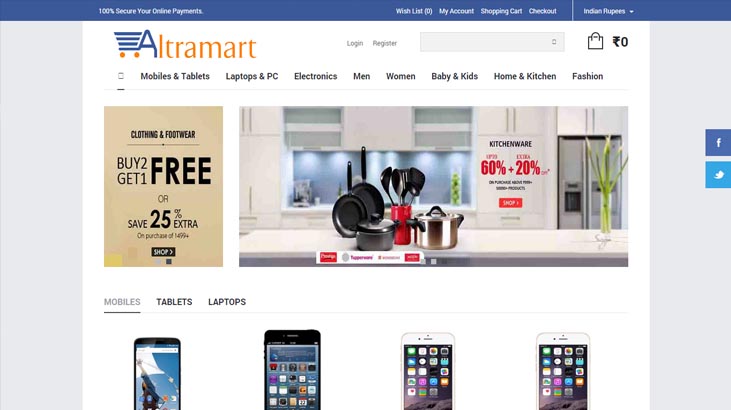 100% Secure Your Online Payments.
Wish List (0) My Account Shopping Cart Checkout
Indian Rupees
Altramart
Login Register
₹0
Mobiles & Tablets Laptops & PC Electronics Men Women Baby & Kids Home & Kitchen Fashion
CLOTHING & FOOTWEAR
BUY2
GET1 FREE
OR
SAVE 25% EXTRA
On purchase of 1499+
SHOP
KITCHENWARE
UPTO EXTRA
60% + 20% OFF*
ON PURCHASE ABOVE 1999+
50000+ PRODUCTS
SHOP
Prestige Tupperware
MOBILES TABLETS LAPTOPS